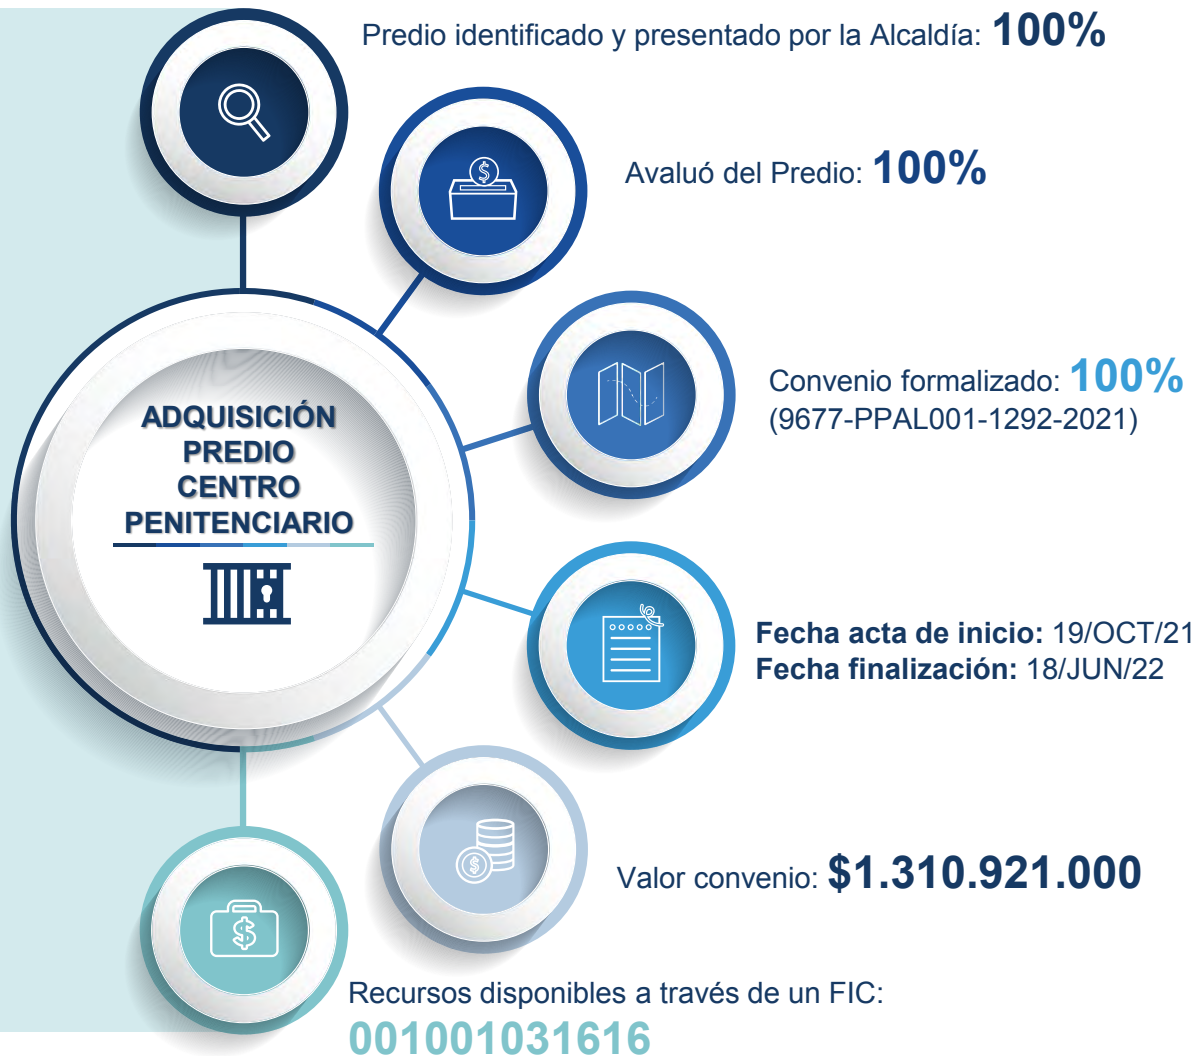 Predio identificado y presentado por la Alcaldía: 100%
Avaluó del Predio: 100%
Convenio formalizado: 100%
(9677-PPAL001-1292-2021)
ADQUISICIÓN
PREDIO
CENTRO
PENITENCIARIO
Fecha acta de inicio: 19/OCT/21
Fecha finalización: 18/JUN/22
Valor convenio: $1.310.921.000
Recursos disponibles a través de un FIC:
001001031616